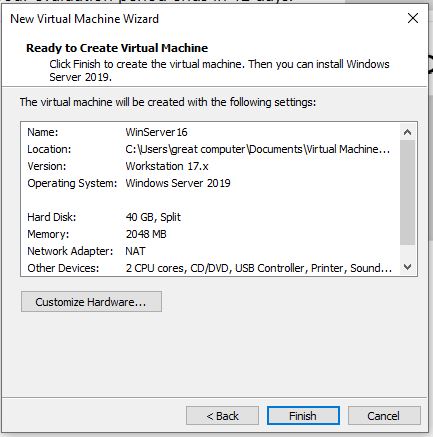 New Virtual Machine Wizard
Ready to Create Virtual Machine
Click Finish to create the virtual machine. Then you can install Windows
Server 2019.
The virtual machine will be created with the following settings:
Name: WinServer16
Location: C:\Users\great computer\Documents\Virtual Machine...
Version: Workstation 17.x
Operating System: Windows Server 2019
Hard Disk: 40 GB, Split
Memory: 2048 MB
Network Adapter: NAT
Other Devices: 2 CPU cores, CD/DVD, USB Controller, Printer, Sound...
Customize Hardware...
< Back Finish Cancel